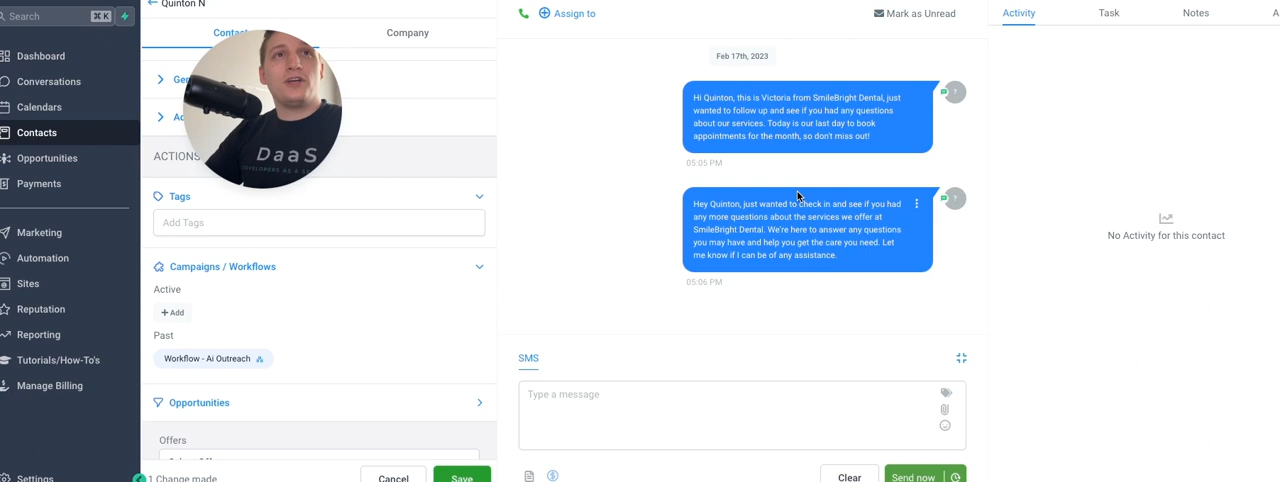 Quinton N
Search
⌘ K
Dashboard
Conversations
Calendars
Contacts
Opportunities
Payments
Marketing
Automation
Sites
Reputation
Reporting
Tutorials/How-To's
Manage Billing
Settings
Company
DaaS
ACTIONS
Tags
Add Tags
Campaigns / Workflows
Active
+ Add
Past
Workflow - Ai Outreach
Opportunities
Offers
1 Change made
Cancel
Save
Assign to
Mark as Unread
Feb 17th, 2023
Hi Quinton, this is Victoria from SmileBright Dental, just
wanted to follow up and see if you had any questions
about our services. Today is our last day to book
appointments for the month, so don't miss out!
?
05:05 PM
Hey Quinton, just wanted to check in and see if you had
any more questions about the services we offer at
SmileBright Dental. We're here to answer any questions
you may have and help you get the care you need. Let
me know if I can be of any assistance.
?
05:06 PM
SMS
Type a message
Clear
Send now
Activity
Task
Notes
A
No Activity for this contact